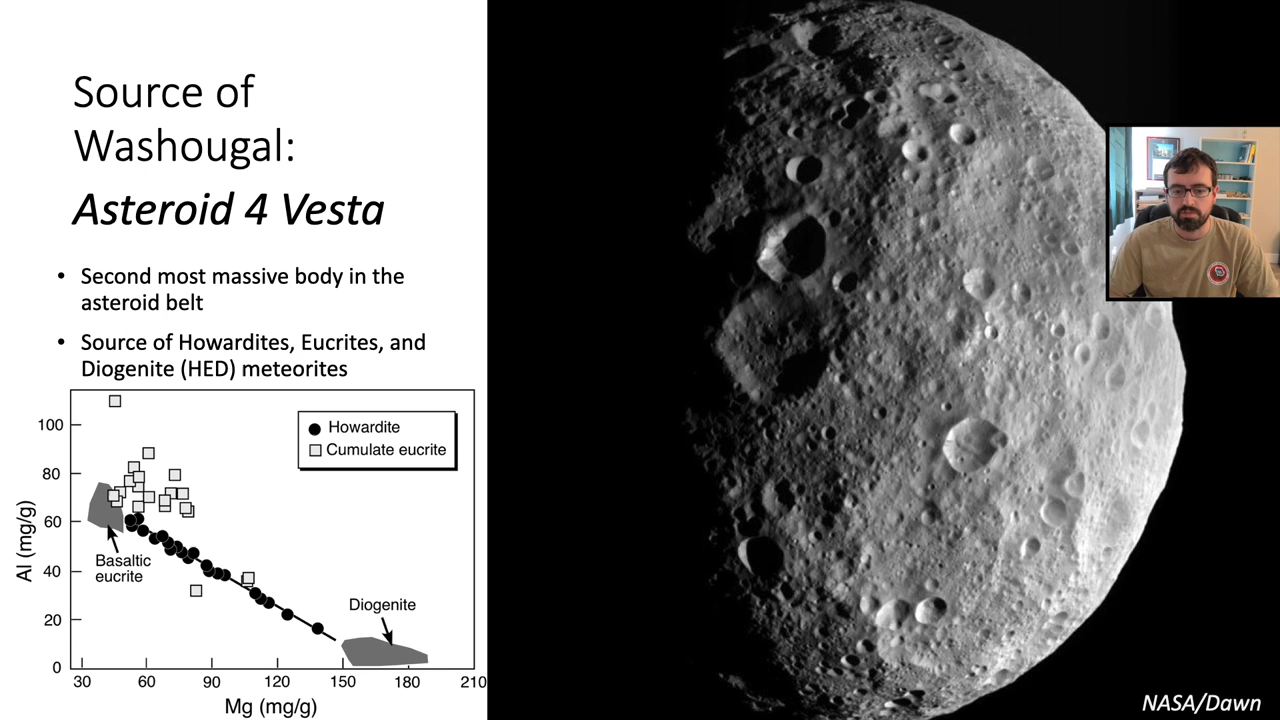 Source of
Washougal:
Asteroid 4 Vesta
• Second most massive body in the
asteroid belt
• Source of Howardites, Eucrites, and
Diogenite (HED) meteorites
Howardite
Cumulate eucrite
Basaltic
eucrite
Diogenite
Al (mg/g)
100
80
60
40
20
0
30 60 90 120 150 180 210
Mg (mg/g)
NASA/Dawn